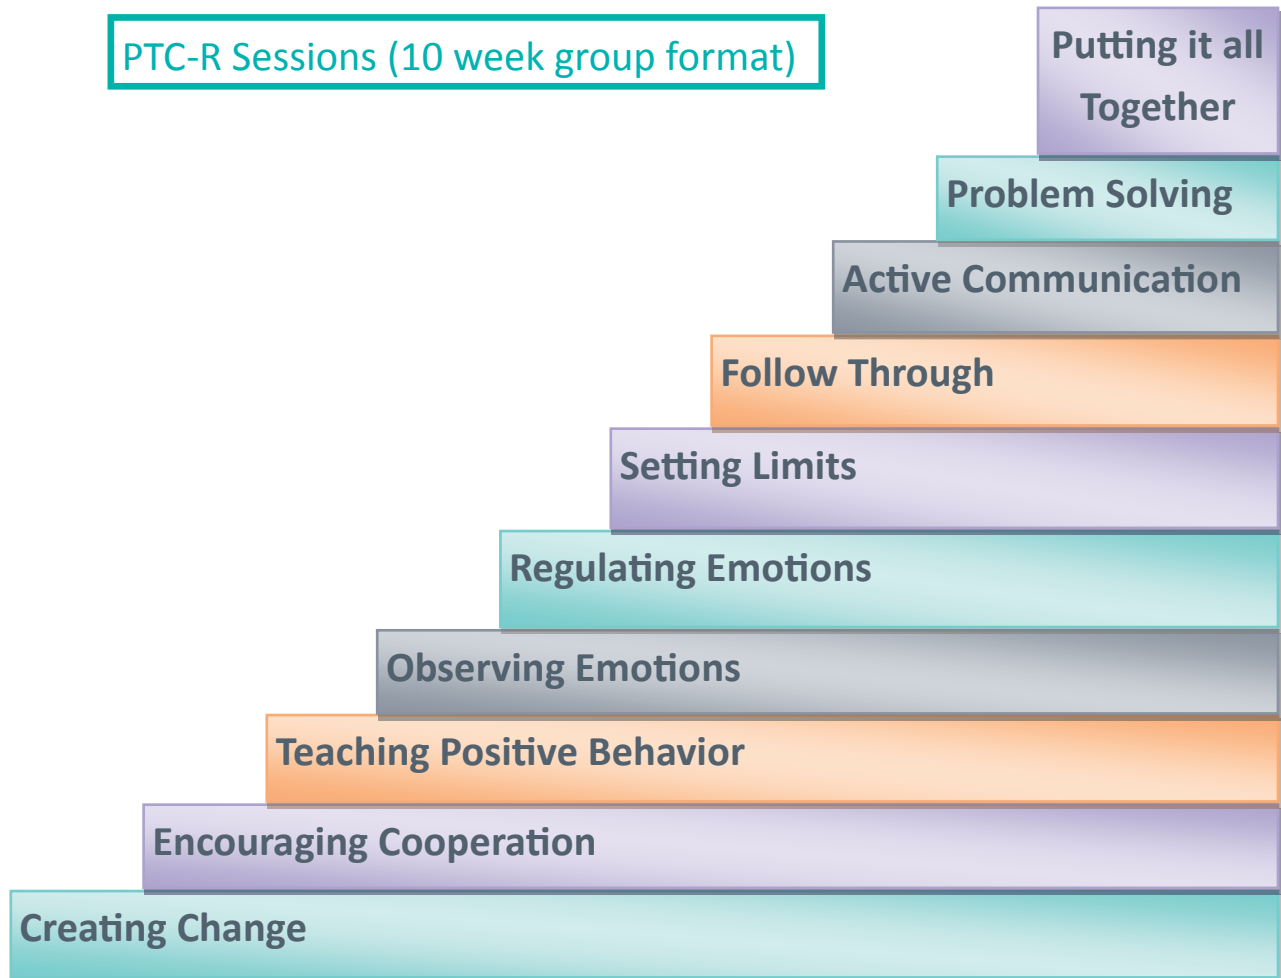 PTC-R Sessions (10 week group format)
Putting it all
Together
Problem Solving
Active Communication
Follow Through
Setting Limits
Regulating Emotions
Observing Emotions
Teaching Positive Behavior
Encouraging Cooperation
Creating Change